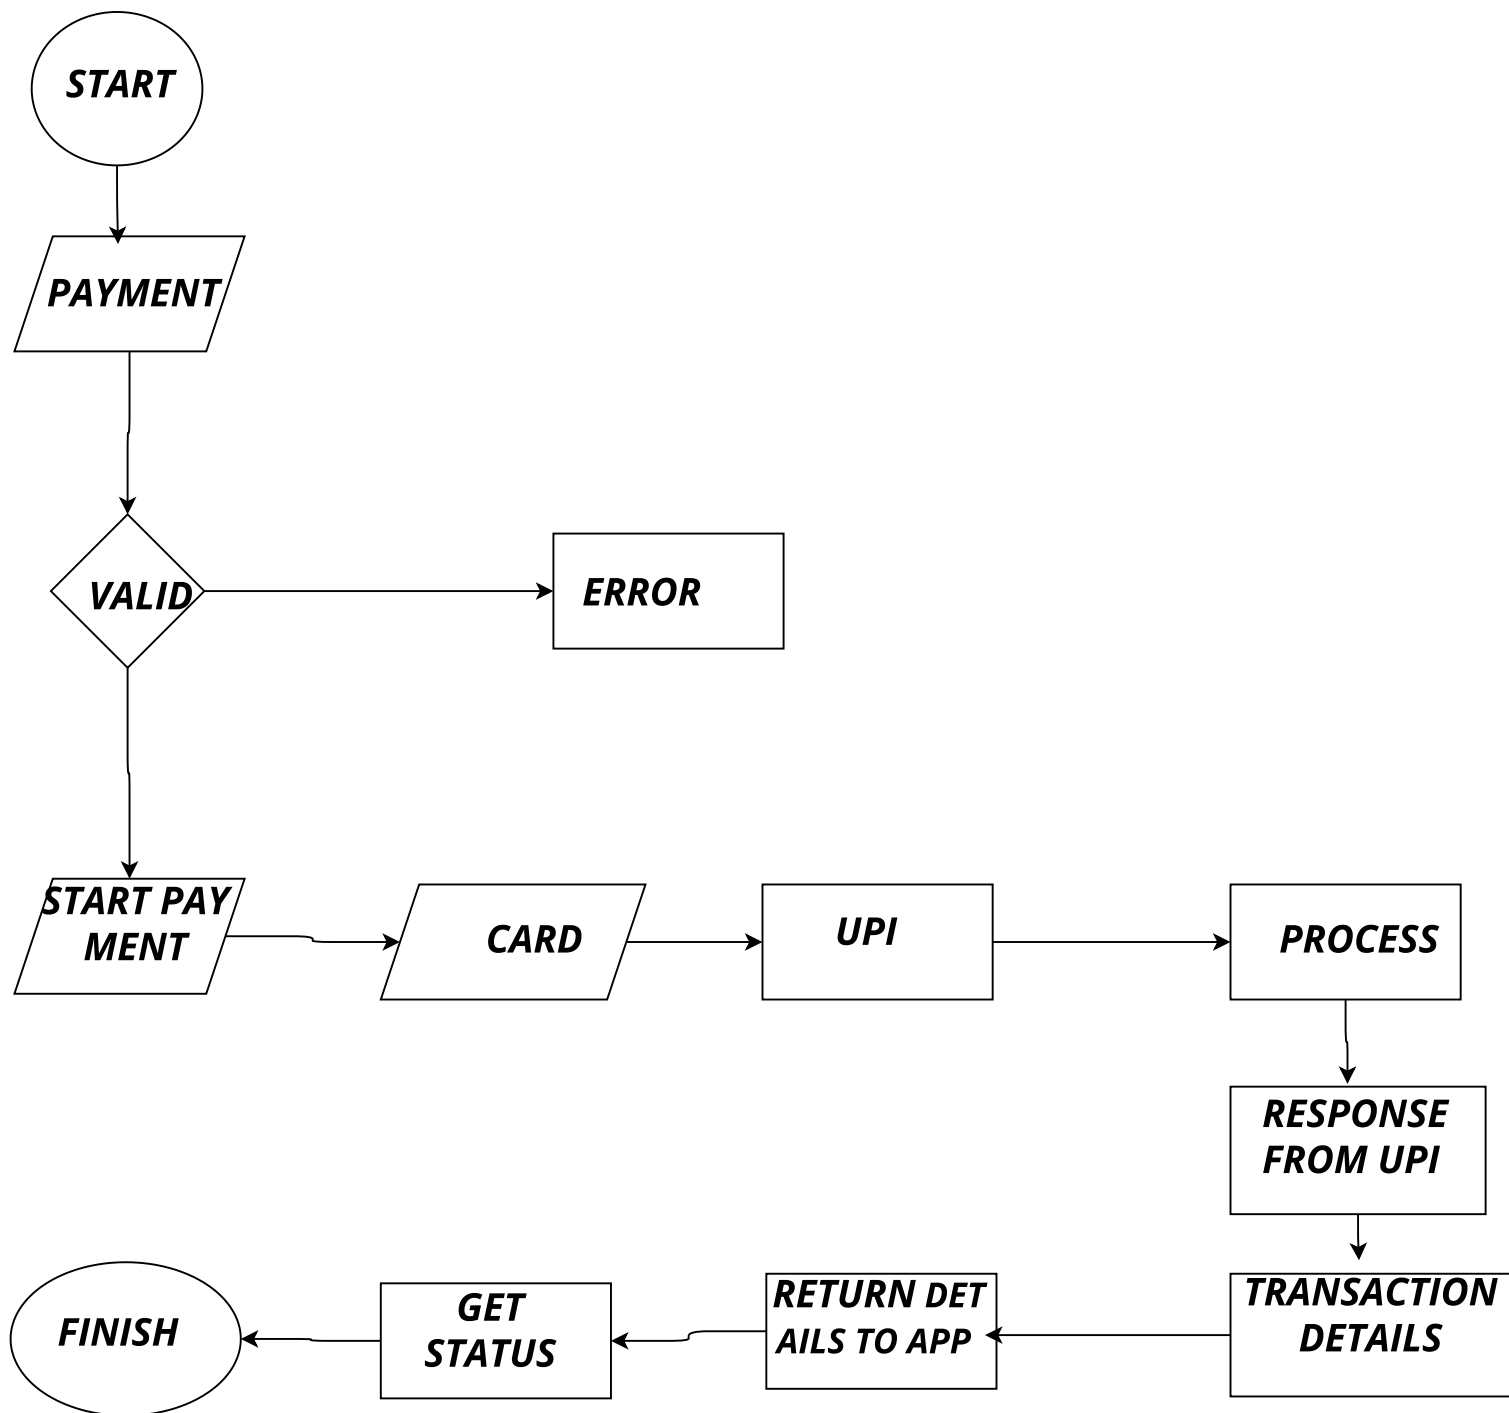 START
PAYMENT
VALID
ERROR
START PAY
MENT
CARD
UPI
PROCESS
RESPONSE
FROM UPI
TRANSACTION
DETAILS
RETURN DET
AILS TO APP
GET
STATUS
FINISH